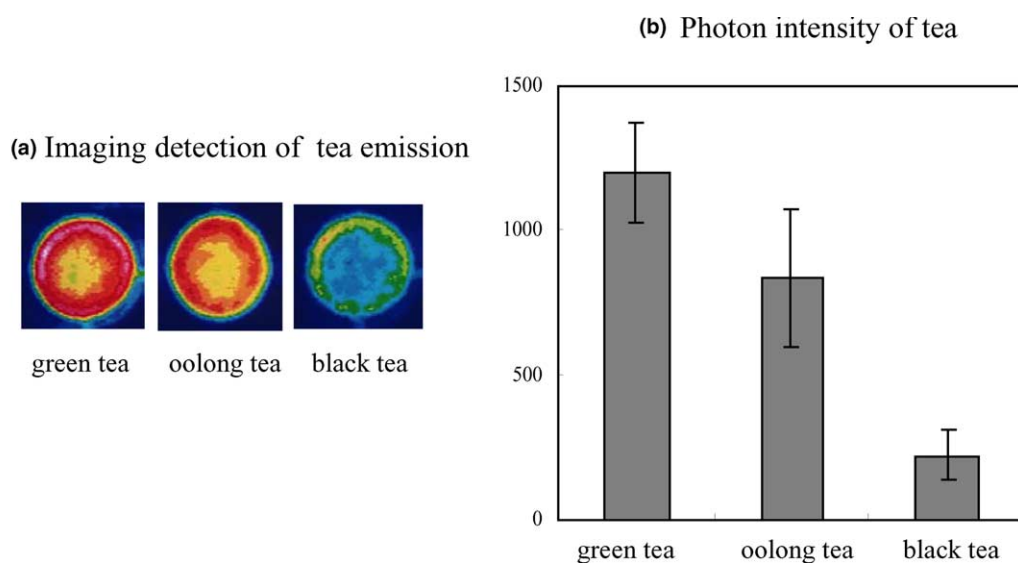 (a) Imaging detection of tea emission
green tea oolong tea black tea
(b) Photon intensity of tea
1500
1000
500
0
green tea oolong tea black tea